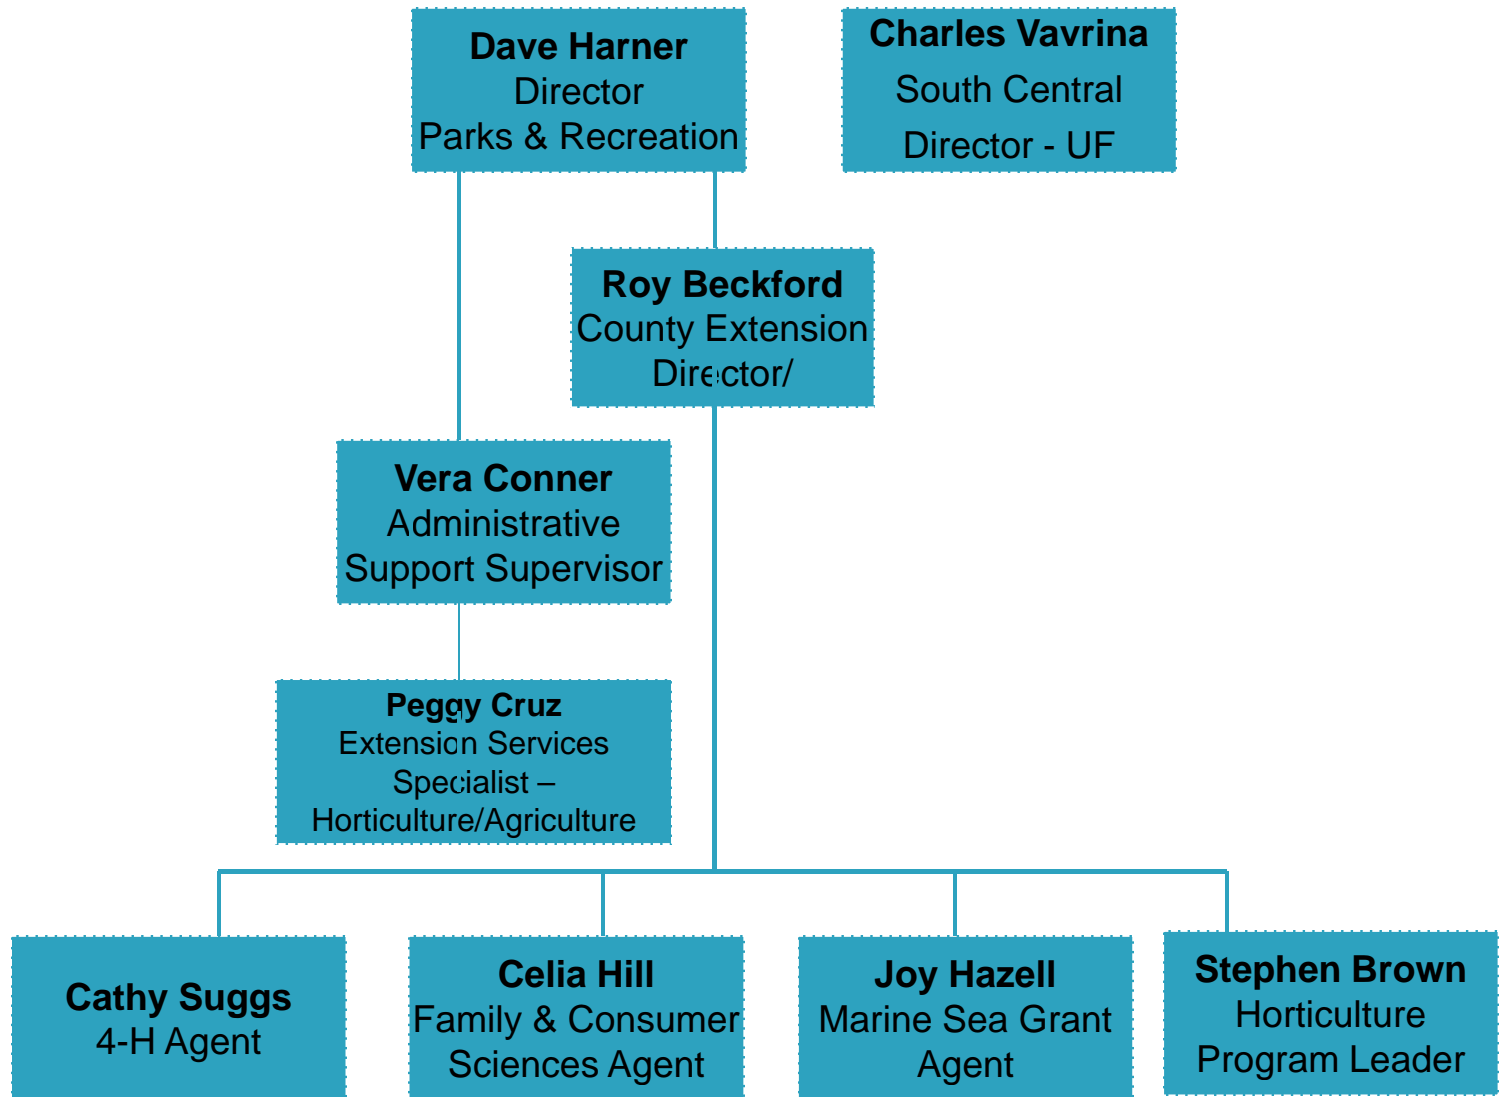 Dave Harner
Director
Parks & Recreation
Charles Vavrina
South Central
Director - UF
Roy Beckford
County Extension
Director/
Vera Conner
Administrative
Support Supervisor
Peggy Cruz
Extension Services
Specialist –
Horticulture/Agriculture
Cathy Suggs
4-H Agent
Celia Hill
Family & Consumer
Sciences Agent
Joy Hazell
Marine Sea Grant
Agent
Stephen Brown
Horticulture
Program Leader